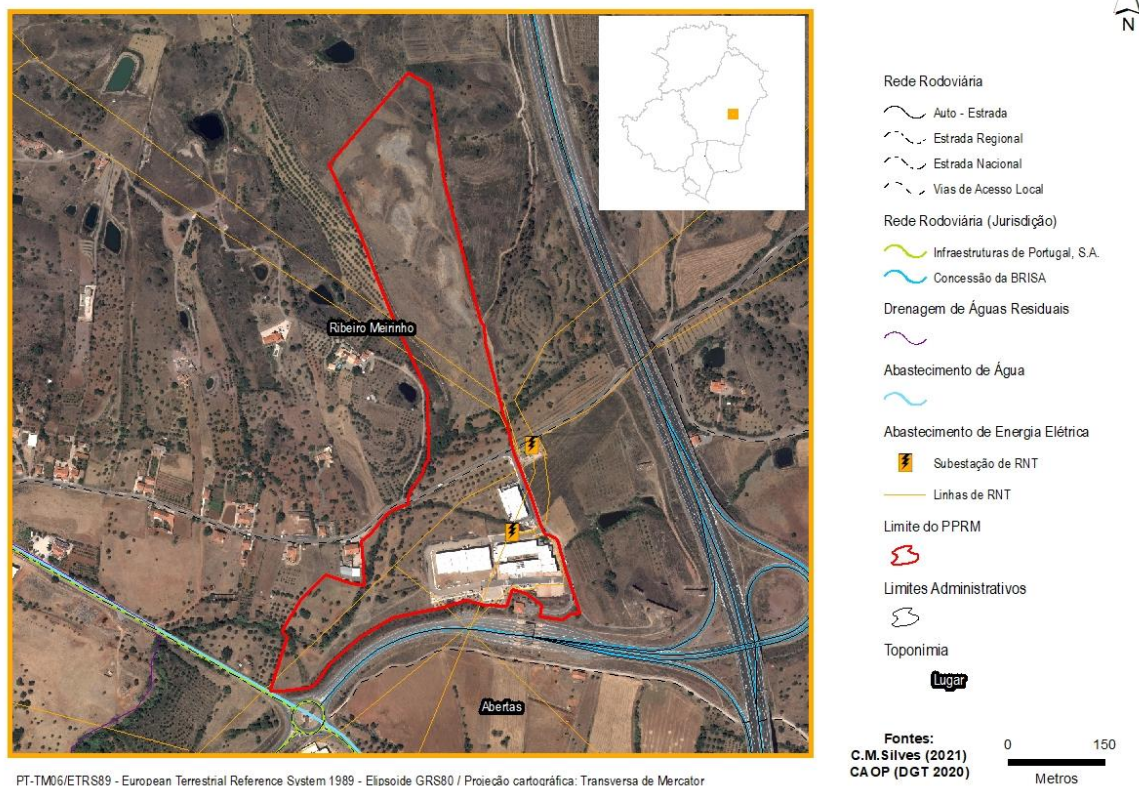 N
Ribeiro Meirinho
Abertas
Rede Rodoviária
Auto - Estrada
Estrada Regional
Estrada Nacional
Vias de Acesso Local
Rede Rodoviária (Jurisdição)
Infraestruturas de Portugal, S.A.
Concessão da BRISA
Drenagem de Águas Residuais
Abastecimento de Água
Abastecimento de Energia Elétrica
Subestação de RNT
Linhas de RNT
Limite do PPRM
Limites Administrativos
Toponimia
Lugar
Fontes:
C.M.Silves (2021)
CAOP (DGT 2020)
0 150
Metros
PT-TM06/ETRS89 - European Terrestrial Reference System 1989 - Elipsoide GRS80 / Projeção cartográfica: Transversa de Mercator